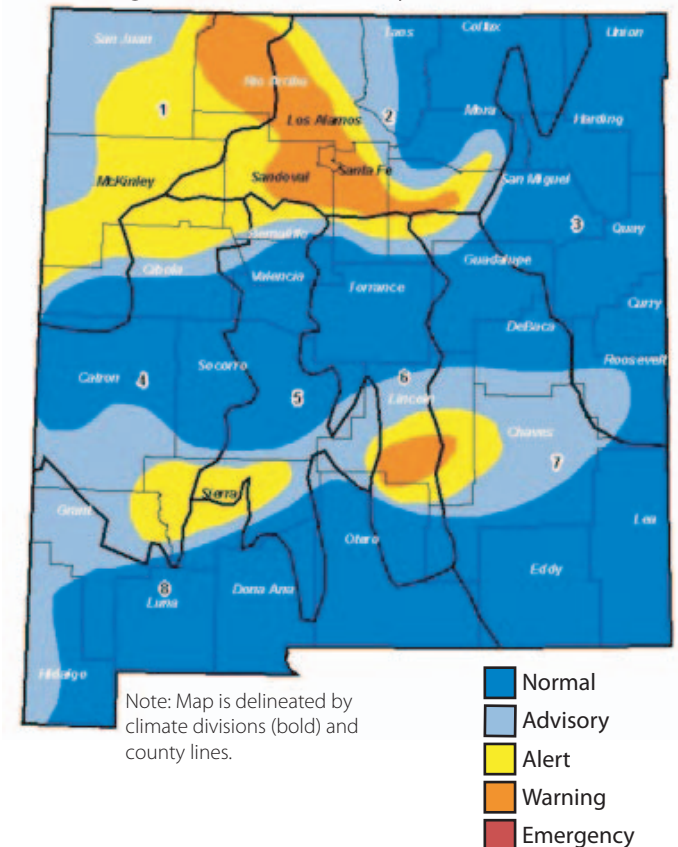 San Juan
Taos
Colfax
Union
Rio Arriba
1
Los Alamos
2
Mora
Harding
McKinley
Sandoval
Santa Fe
San Miguel
3
Quay
Bernalillo
Cibola
Valencia
Guadalupe
Torrance
Curry
DeBaca
Roosevelt
Catron
4
Socorro
5
6
Lincoln
Chaves
7
Sierra
Grant
Lea
Otero
Eddy
8
Luna
Dona Ana
Hidalgo
Note: Map is delineated by
climate divisions (bold) and
county lines.
Normal
Advisory
Alert
Warning
Emergency